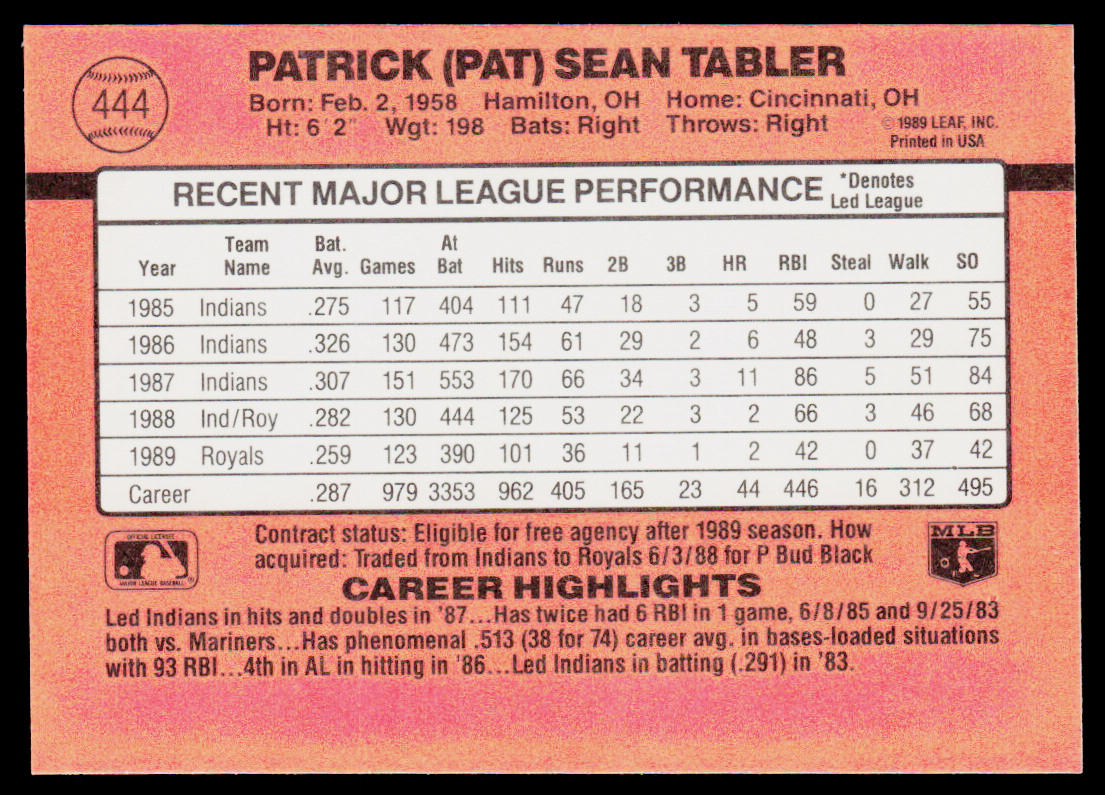 PATRICK (PAT) SEAN TABLER
444
Born: Feb. 2, 1958 Hamilton, OH Home: Cincinnati, OH
Ht: 6'2" Wgt: 198 Bats: Right Throws: Right
© 1989 LEAF, INC.
Printed in USA
RECENT MAJOR LEAGUE PERFORMANCE *Denotes
Led League
Year Team Name Bat. Avg. Games At Bat Hits Runs 2B 3B HR RBI Steal Walk SO
1985 Indians .275 117 404 111 47 18 3 5 59 0 27 55
1986 Indians .326 130 473 154 61 29 2 6 48 3 29 75
1987 Indians .307 151 553 170 66 34 3 11 86 5 51 84
1988 Ind/Roy .282 130 444 125 53 22 3 2 66 3 46 68
1989 Royals .259 123 390 101 36 11 1 2 42 0 37 42
Career .287 979 3353 962 405 165 23 44 446 16 312 495
OFFICIAL LICENSEE
MAJOR LEAGUE BASEBALL ®
Contract status: Eligible for free agency after 1989 season. How
acquired: Traded from Indians to Royals 6/3/88 for P Bud Black
MLB
CAREER HIGHLIGHTS
Led Indians in hits and doubles in '87...Has twice had 6 RBI in 1 game, 6/8/85 and 9/25/83
both vs. Mariners...Has phenomenal .513 (38 for 74) career avg. in bases-loaded situations
with 93 RBI...4th in AL in hitting in '86...Led Indians in batting (.291) in '83.